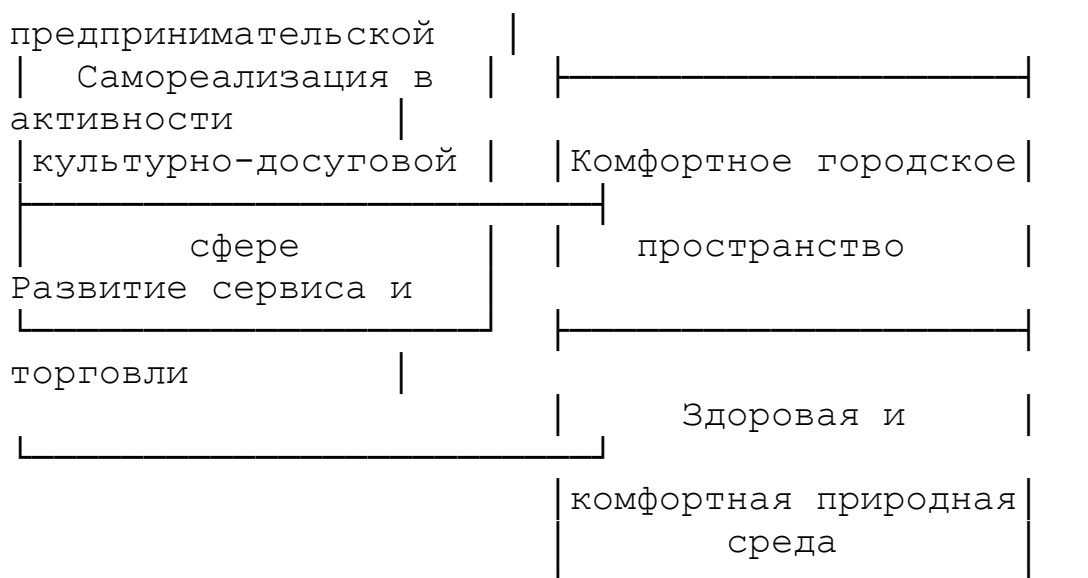 предпринимательской
Самореализация в
активности
культурно-досуговой Комфортное городское
сфере пространство
Развитие сервиса и
торговли
Здоровая и
комфортная природная
среда